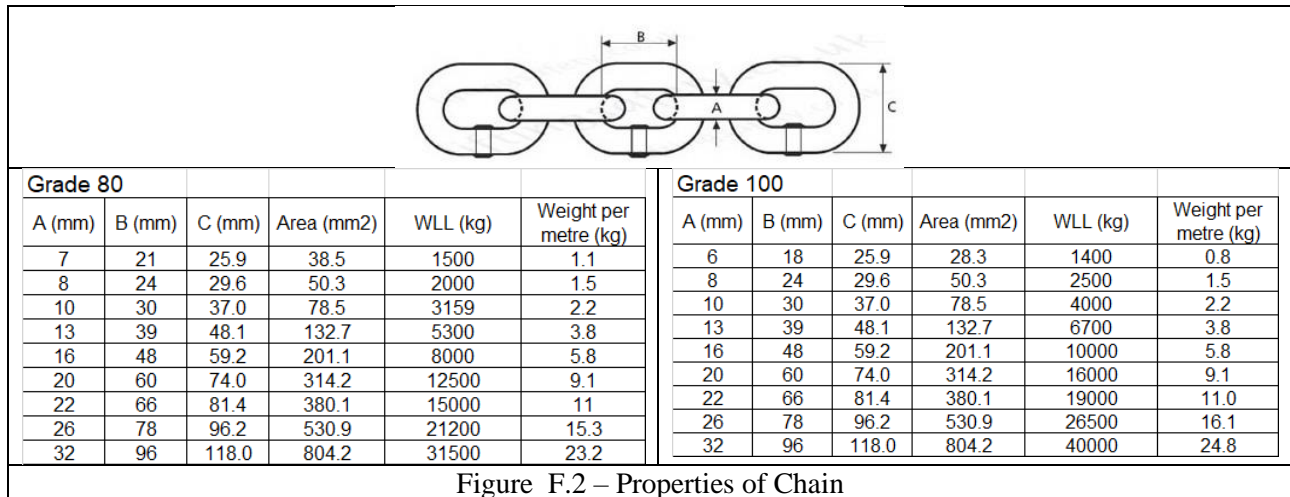 B
A
C
Grade 80
A (mm) B (mm) C (mm) Area (mm2) WLL (kg) Weight per metre (kg)
7 21 25.9 38.5 1500 1.1
8 24 29.6 50.3 2000 1.5
10 30 37.0 78.5 3159 2.2
13 39 48.1 132.7 5300 3.8
16 48 59.2 201.1 8000 5.8
20 60 74.0 314.2 12500 9.1
22 66 81.4 380.1 15000 11
26 78 96.2 530.9 21200 15.3
32 96 118.0 804.2 31500 23.2
Grade 100
A (mm) B (mm) C (mm) Area (mm2) WLL (kg) Weight per metre (kg)
6 18 25.9 28.3 1400 0.8
8 24 29.6 50.3 2500 1.5
10 30 37.0 78.5 4000 2.2
13 39 48.1 132.7 6700 3.8
16 48 59.2 201.1 10000 5.8
20 60 74.0 314.2 16000 9.1
22 66 81.4 380.1 19000 11.0
26 78 96.2 530.9 26500 16.1
32 96 118.0 804.2 40000 24.8
Figure F.2 – Properties of Chain